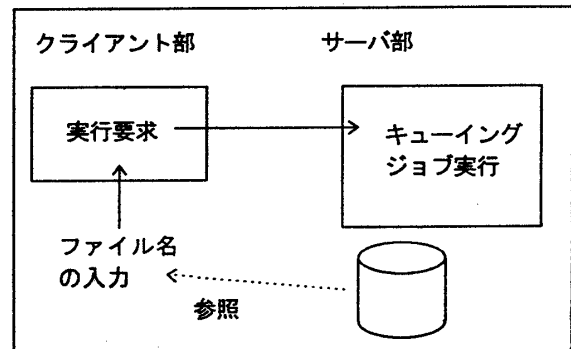 クライアント部
サーバ部
実行要求
キューイング
ジョブ実行
ファイル名
の入力
参照